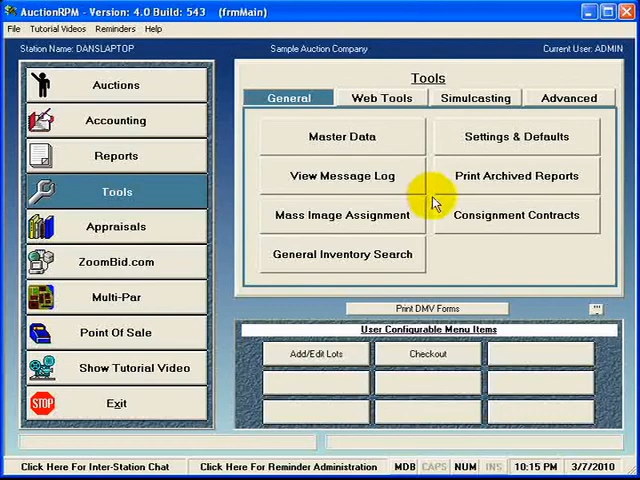 AuctionRPM - Version: 4.0 Build: 543 (frmMain)
File Tutorial Videos Reminders Help
Station Name: DANSLAPTOP Sample Auction Company Current User: ADMIN
Auctions
Accounting
Reports
Tools
Appraisals
ZoomBid.com
Multi-Par
Point Of Sale
Show Tutorial Video
STOP Exit
Tools
General Web Tools Simulcasting Advanced
Master Data Settings & Defaults
View Message Log Print Archived Reports
Mass Image Assignment Consignment Contracts
General Inventory Search
Print DMV Forms ...
User Configurable Menu Items
Add/Edit Lots Checkout
Click Here For Inter-Station Chat Click Here For Reminder Administration MDB CAPS NUM INS 10:15 PM 3/7/2010